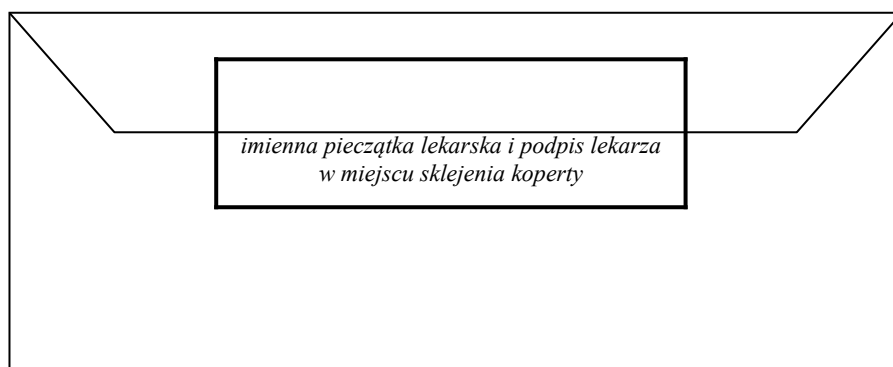 imienna pieczątka lekarska i podpis lekarza
w miejscu sklejenia koperty